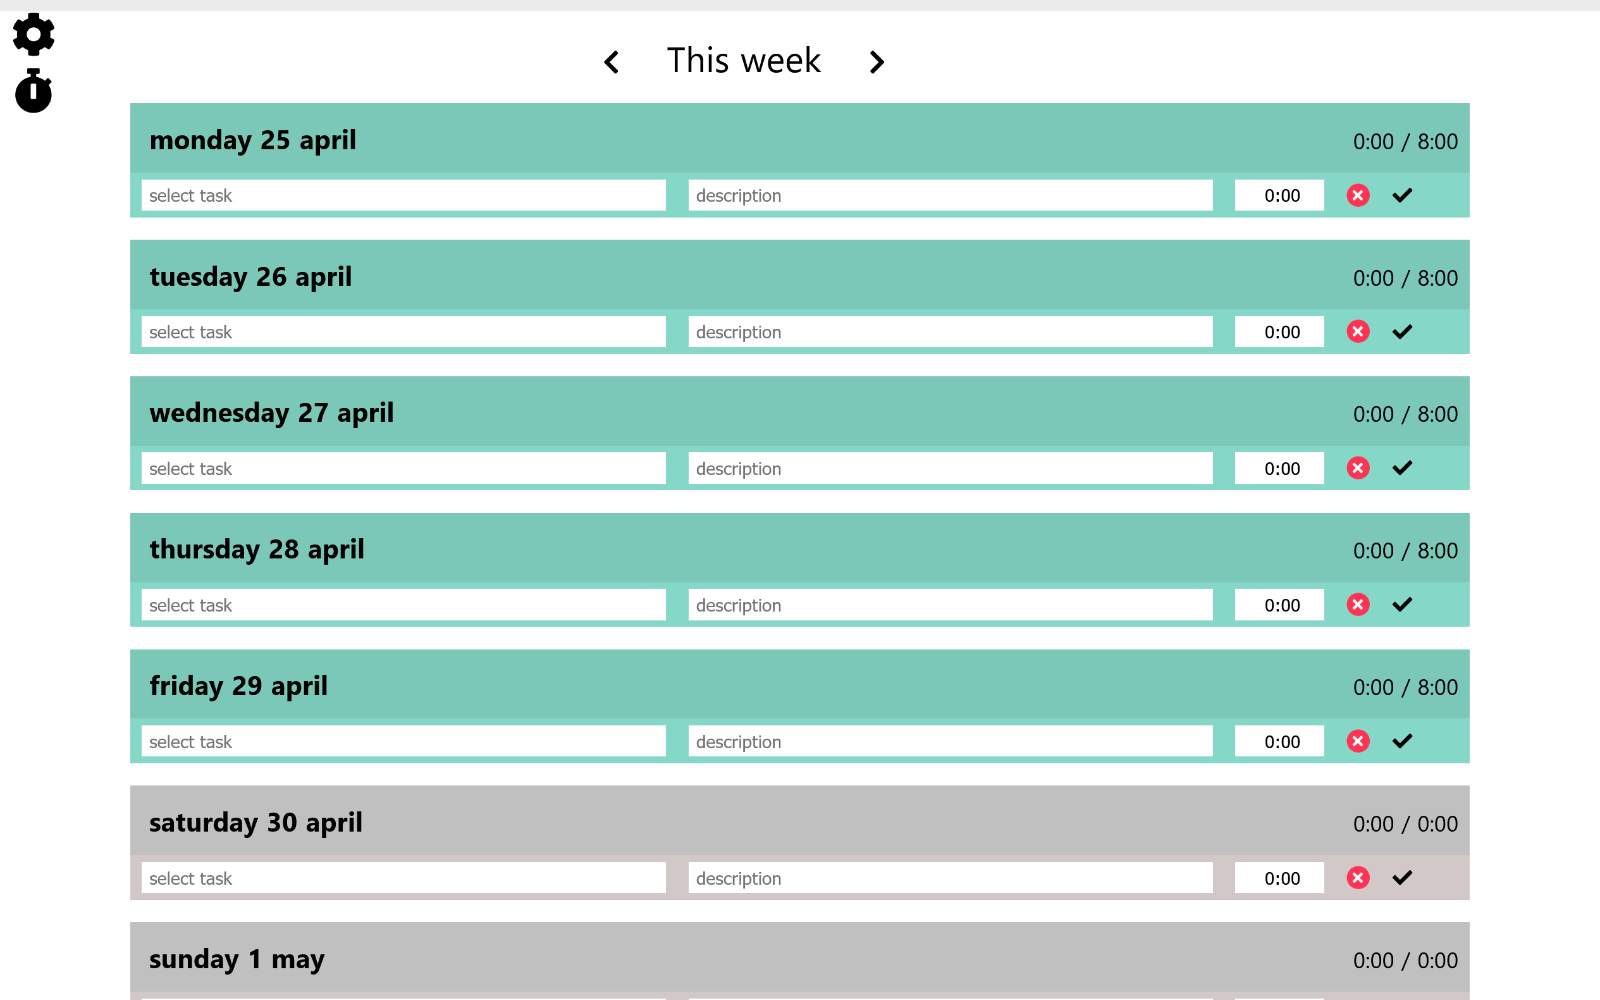 This week
monday 25 april 0:00 / 8:00
select task description 0:00
tuesday 26 april 0:00 / 8:00
select task description 0:00
wednesday 27 april 0:00 / 8:00
select task description 0:00
thursday 28 april 0:00 / 8:00
select task description 0:00
friday 29 april 0:00 / 8:00
select task description 0:00
saturday 30 april 0:00 / 0:00
select task description 0:00
sunday 1 may 0:00 / 0:00